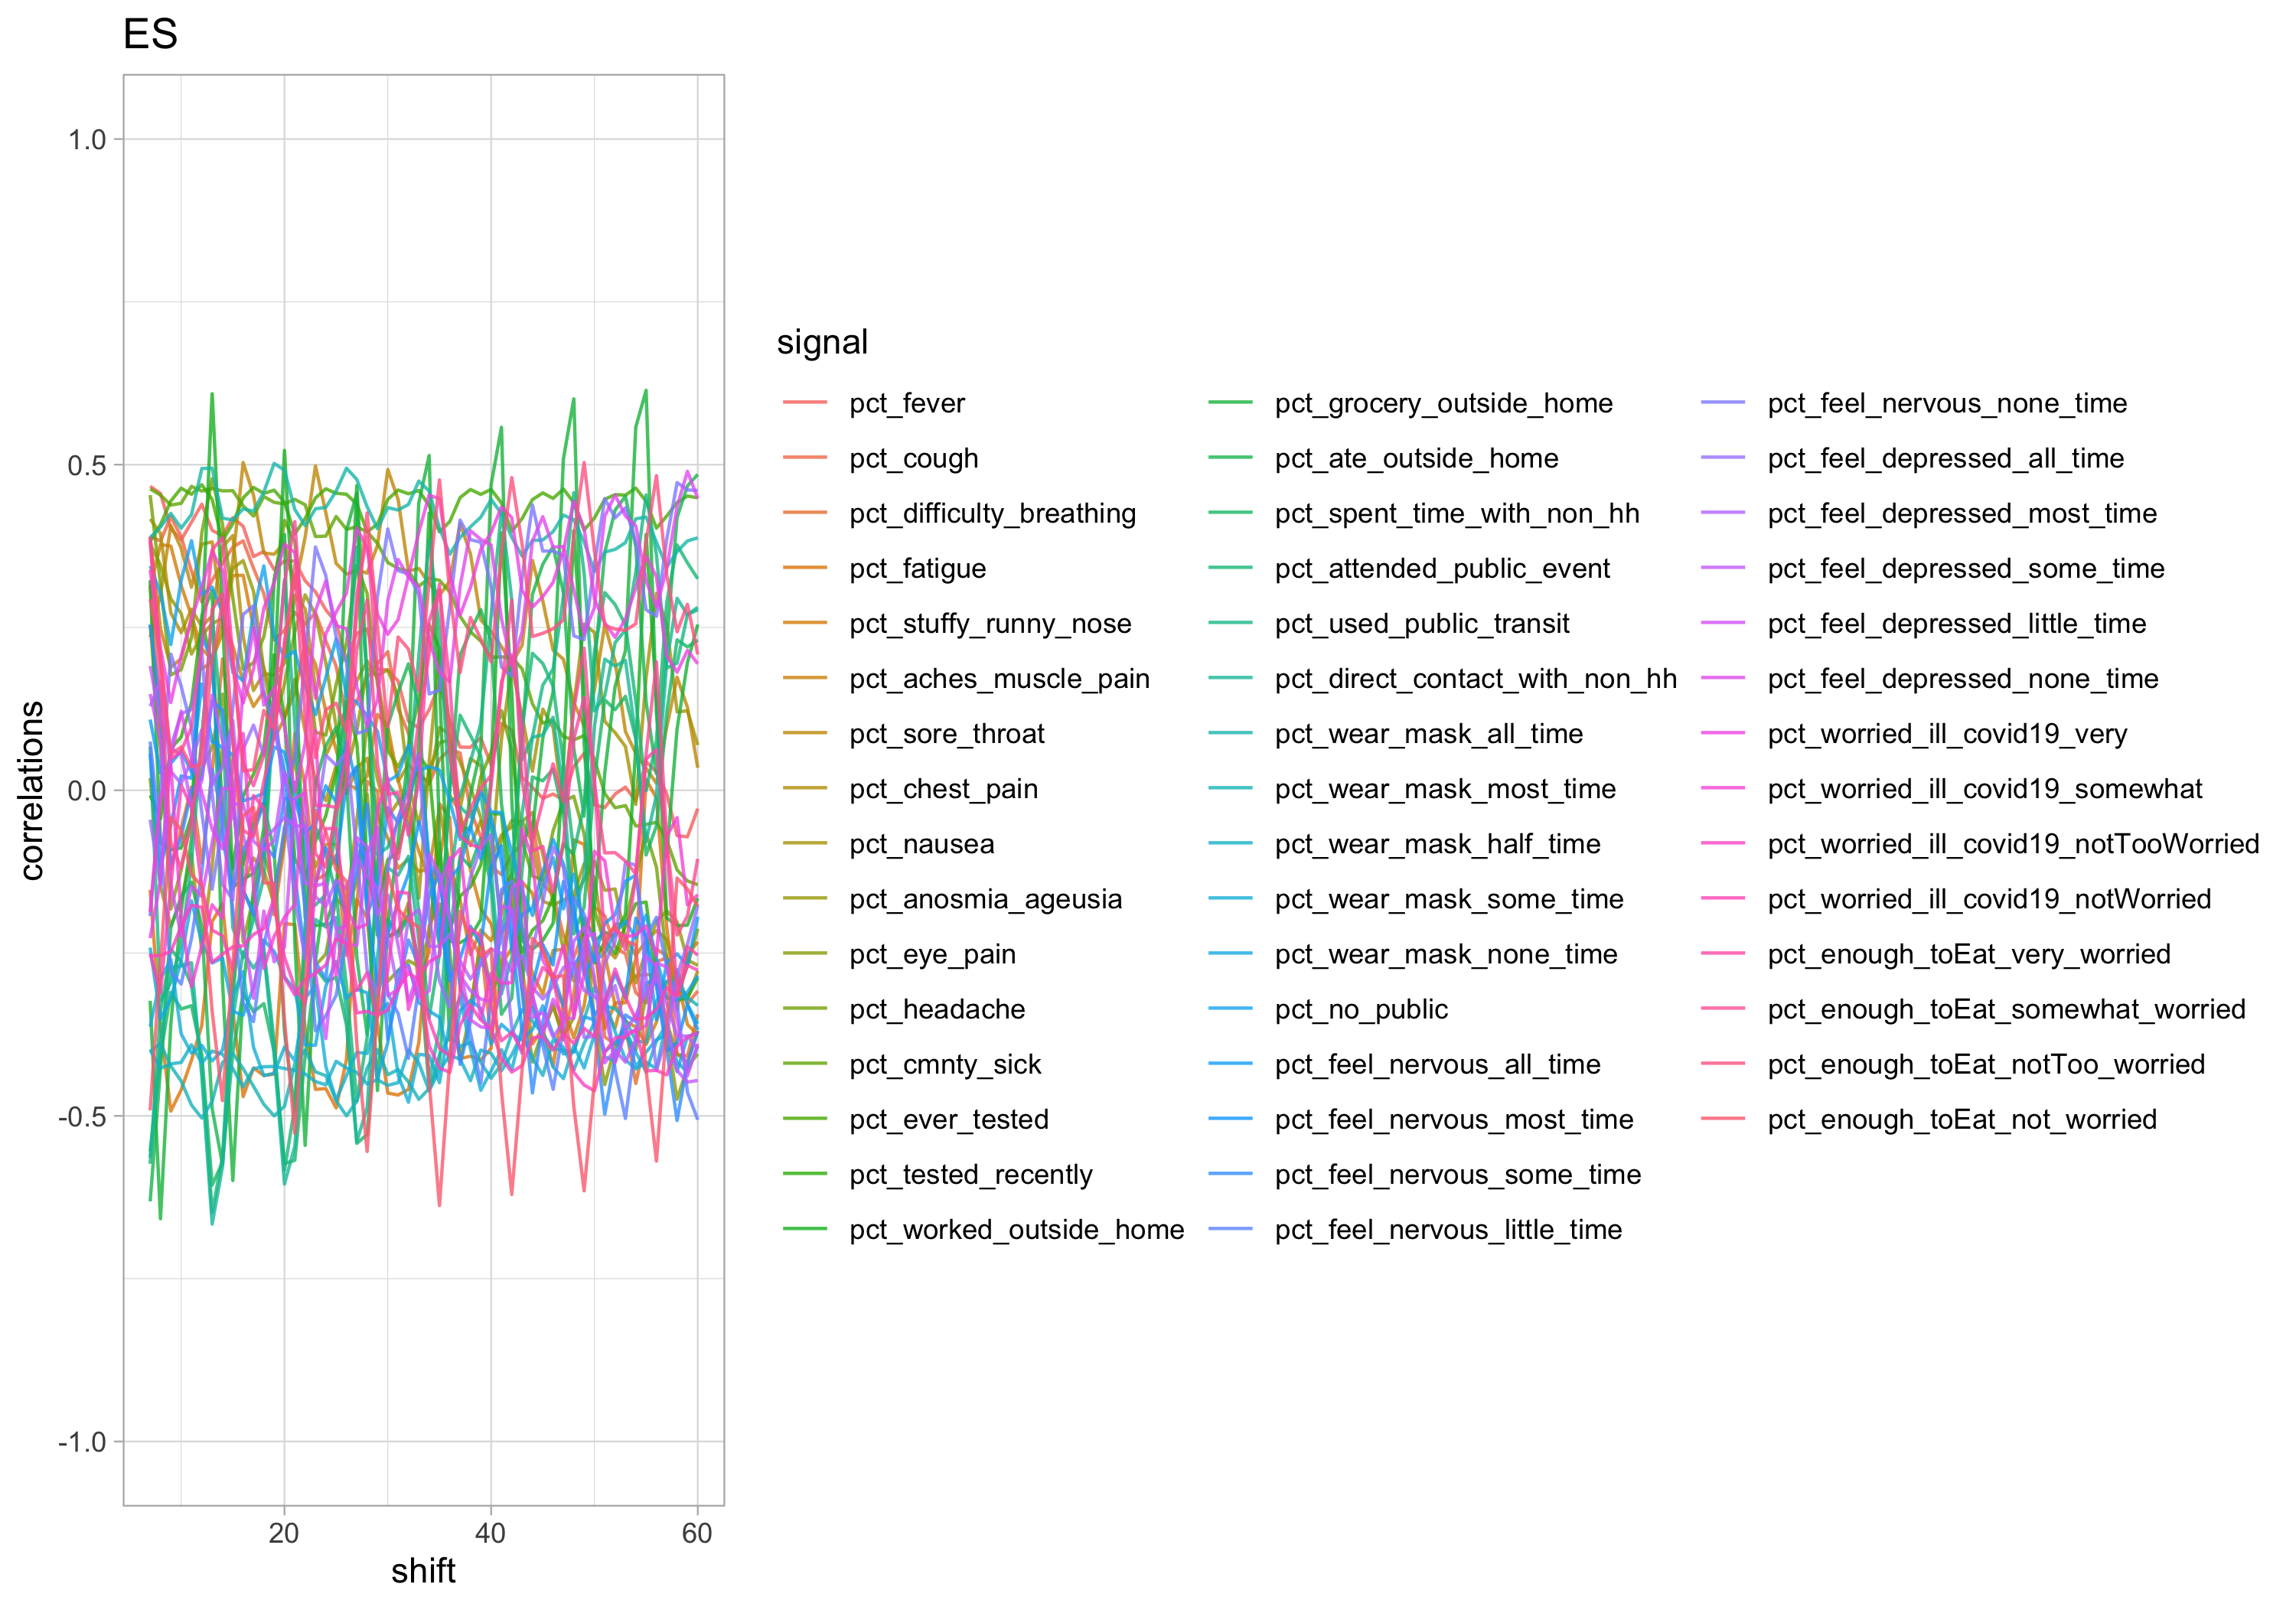 ES
1.0
0.5
0.0
-0.5
-1.0
correlations
20
40
60
shift
signal
pct_fever
pct_cough
pct_difficulty_breathing
pct_fatigue
pct_stuffy_runny_nose
pct_aches_muscle_pain
pct_sore_throat
pct_chest_pain
pct_nausea
pct_anosmia_ageusia
pct_eye_pain
pct_headache
pct_cmnty_sick
pct_ever_tested
pct_tested_recently
pct_worked_outside_home
pct_grocery_outside_home
pct_ate_outside_home
pct_spent_time_with_non_hh
pct_attended_public_event
pct_used_public_transit
pct_direct_contact_with_non_hh
pct_wear_mask_all_time
pct_wear_mask_most_time
pct_wear_mask_half_time
pct_wear_mask_some_time
pct_wear_mask_none_time
pct_no_public
pct_feel_nervous_all_time
pct_feel_nervous_most_time
pct_feel_nervous_some_time
pct_feel_nervous_little_time
pct_feel_nervous_none_time
pct_feel_depressed_all_time
pct_feel_depressed_most_time
pct_feel_depressed_some_time
pct_feel_depressed_little_time
pct_feel_depressed_none_time
pct_worried_ill_covid19_very
pct_worried_ill_covid19_somewhat
pct_worried_ill_covid19_notTooWorried
pct_worried_ill_covid19_notWorried
pct_enough_toEat_very_worried
pct_enough_toEat_somewhat_worried
pct_enough_toEat_notToo_worried
pct_enough_toEat_not_worried